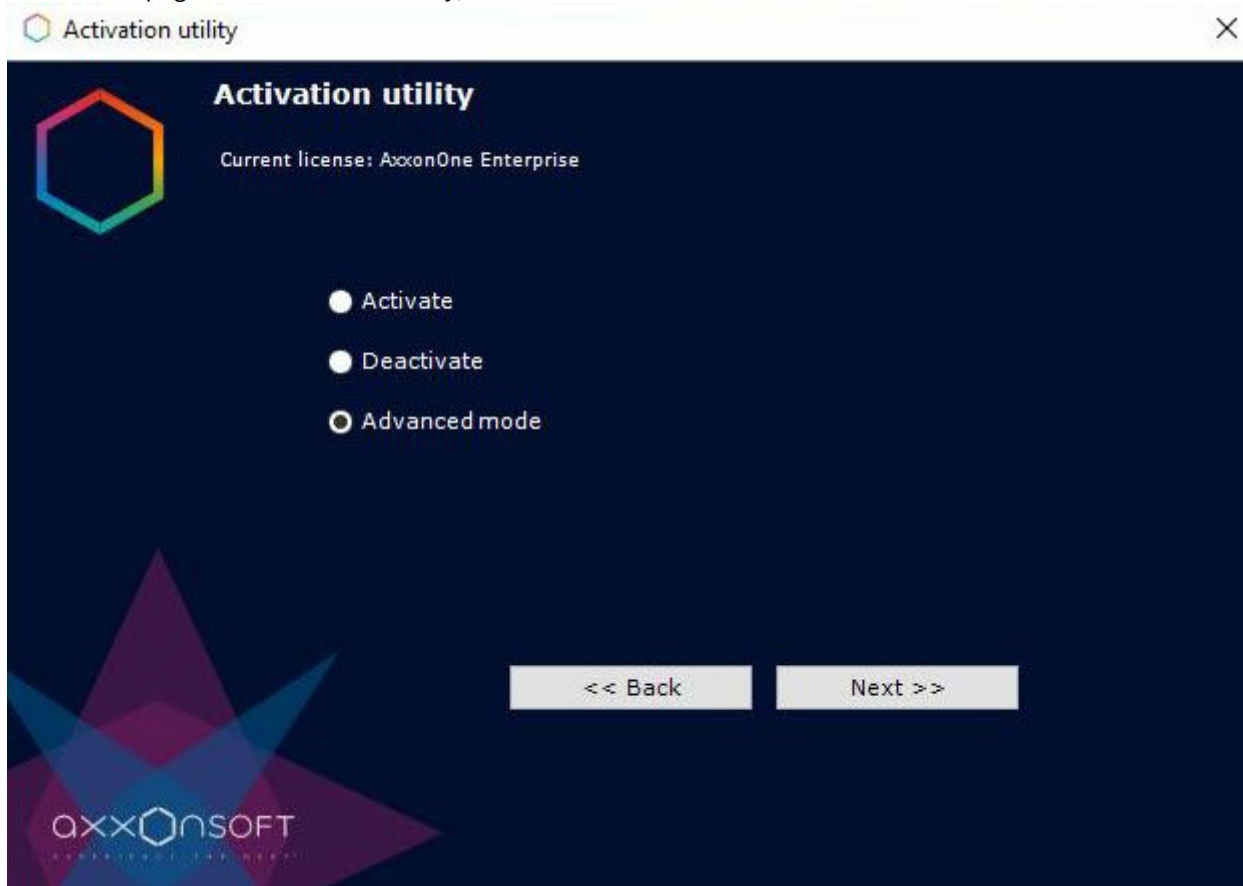 Activation utility
Activation utility
Current license: AxxonOne Enterprise
Activate
Deactivate
Advanced mode
<< Back
Next >>
axxonsoft